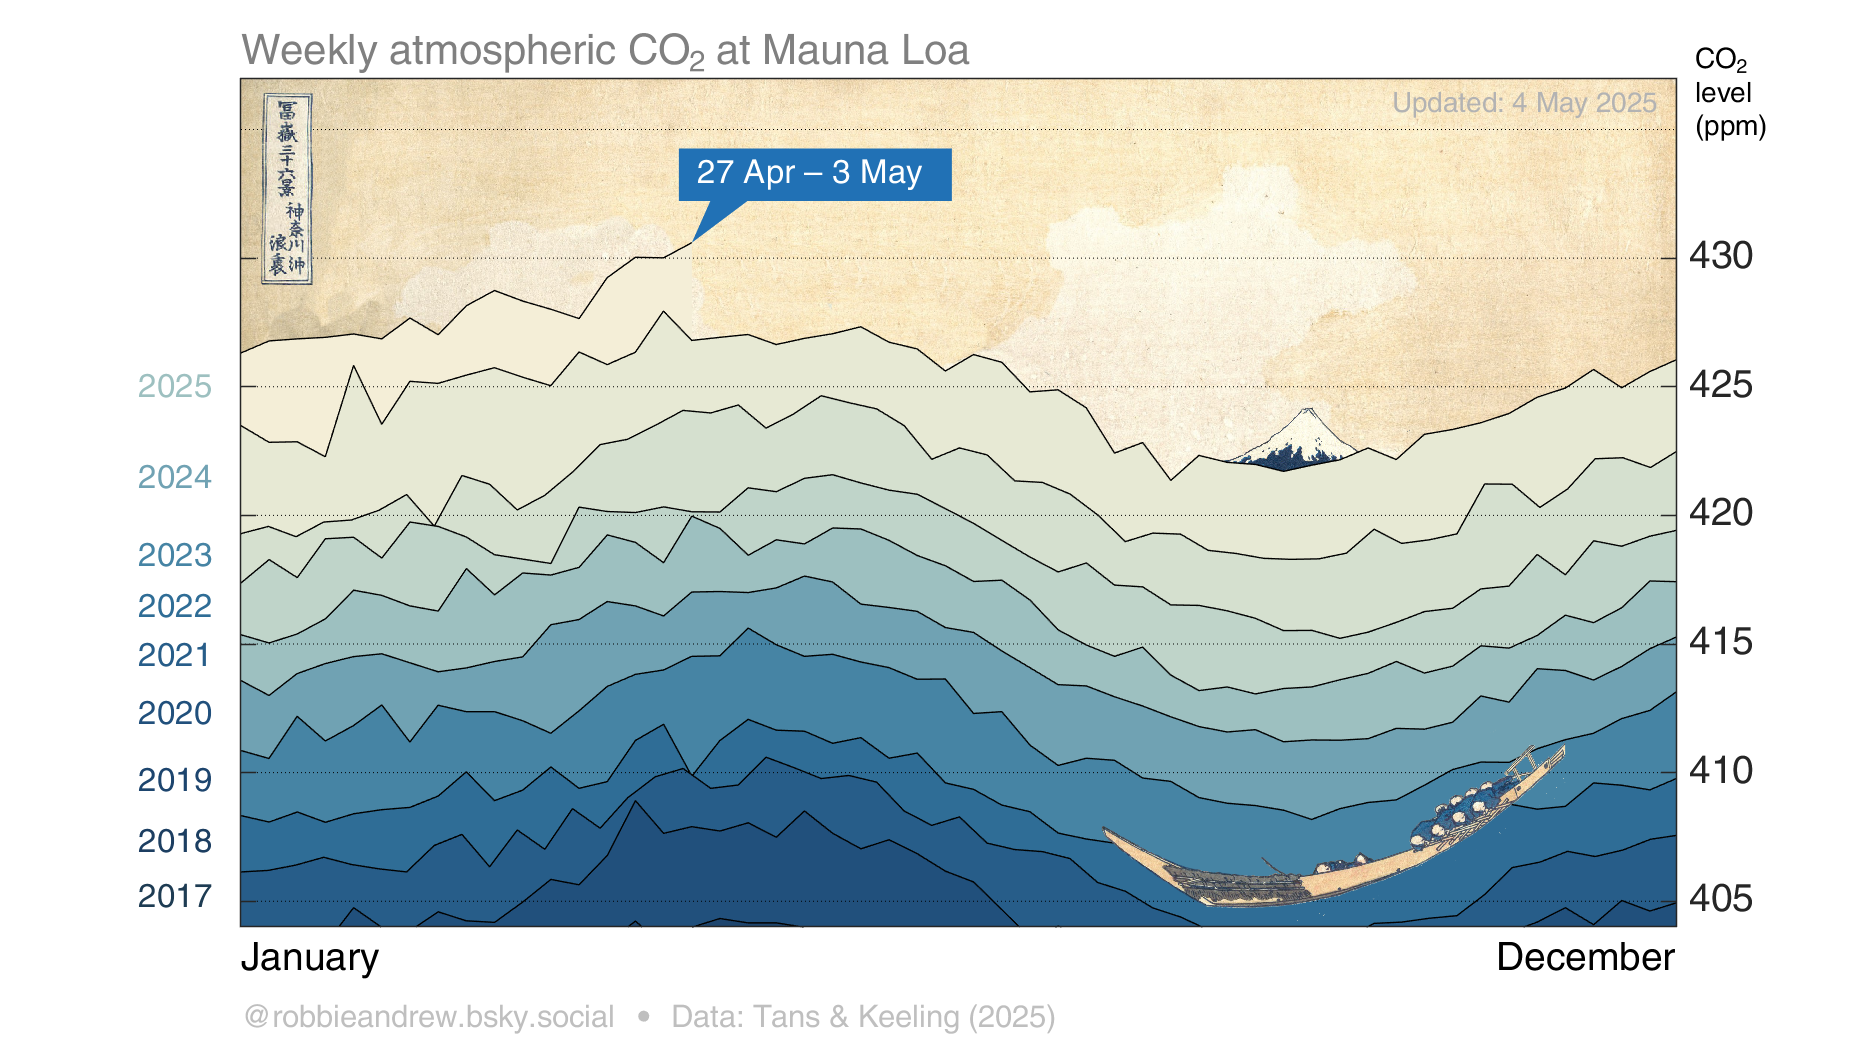 Weekly atmospheric CO₂ at Mauna Loa
CO₂
level
(ppm)
Updated: 4 May 2025
冨嶽三十六景
神奈川沖
浪裏
27 Apr – 3 May
430
2025
425
2024
420
2023
2022
415
2021
2020
410
2019
2018
2017
405
January
December
@robbieandrew.bsky.social • Data: Tans & Keeling (2025)